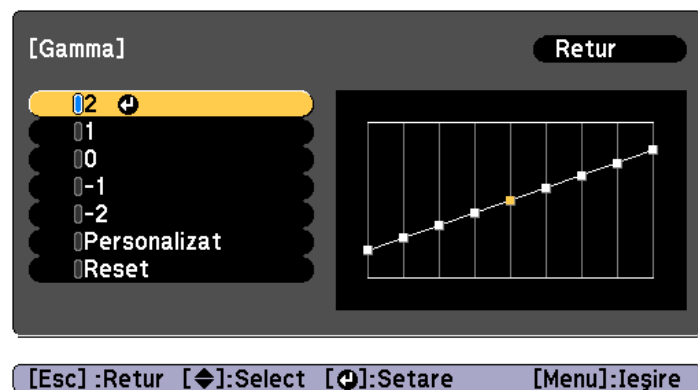 [Gamma]
Retur
2
1
0
-1
-2
Personalizat
Reset
[Esc] :Retur [◆]:Select [↵]:Setare [Menu]:Ieşire